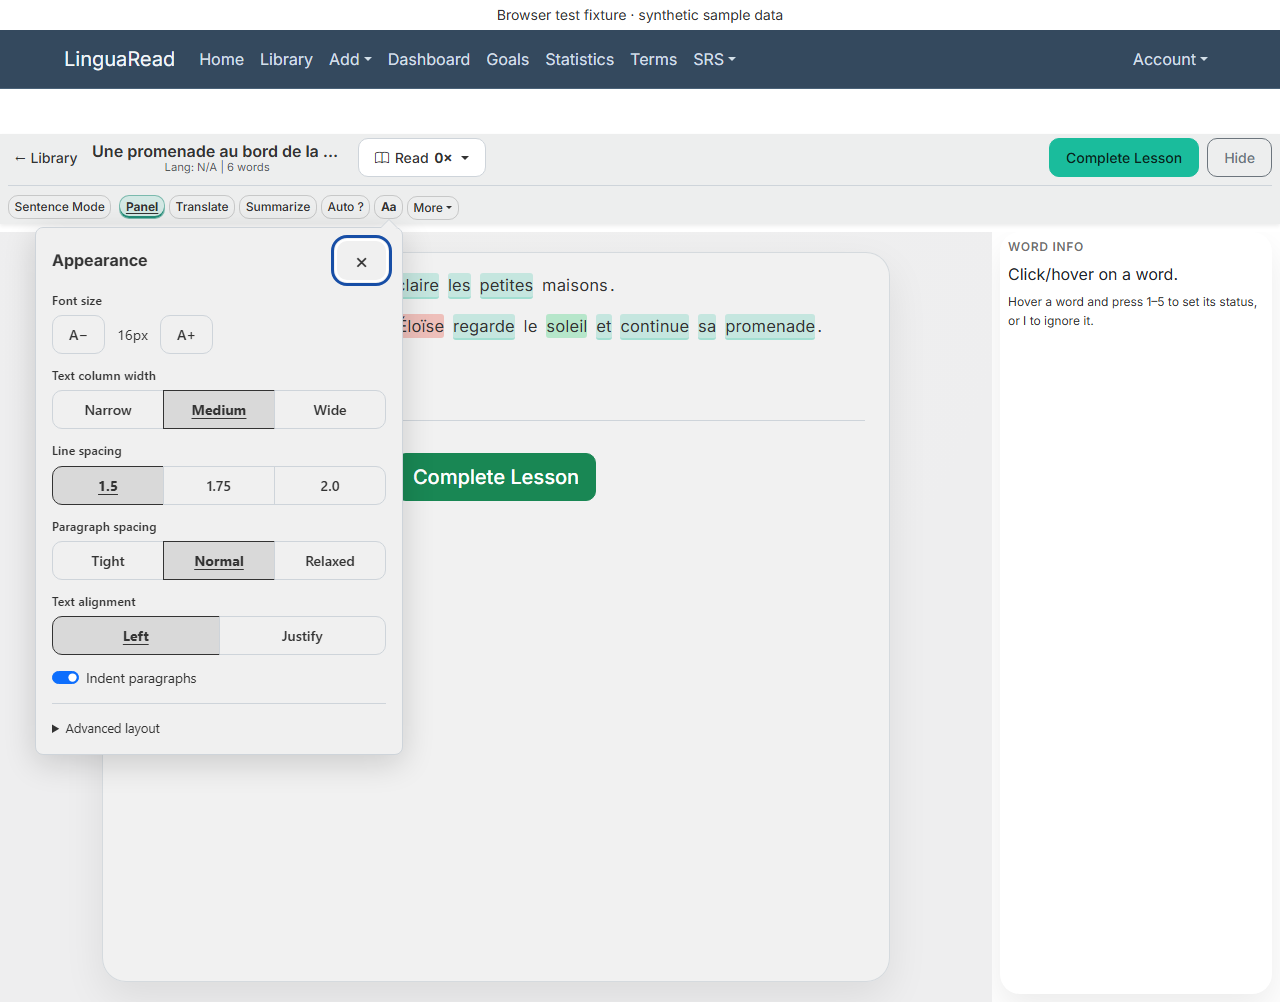 Browser test fixture · synthetic sample data
LinguaRead Home Library Add Dashboard Goals Statistics Terms SRS Account
← Library
Une promenade au bord de la ...
Lang: N/A | 6 words
Read 0×
Complete Lesson
Hide
Sentence Mode Panel Translate Summarize Auto ? Aa More
Appearance
×
Font size
A− 16px A+
Text column width
Narrow Medium Wide
Line spacing
1.5 1.75 2.0
Paragraph spacing
Tight Normal Relaxed
Text alignment
Left Justify
Indent paragraphs
Advanced layout
les petites maisons.
Éloïse regarde le soleil et continue sa promenade.
Complete Lesson
WORD INFO
Click/hover on a word.
Hover a word and press 1–5 to set its status,
or I to ignore it.